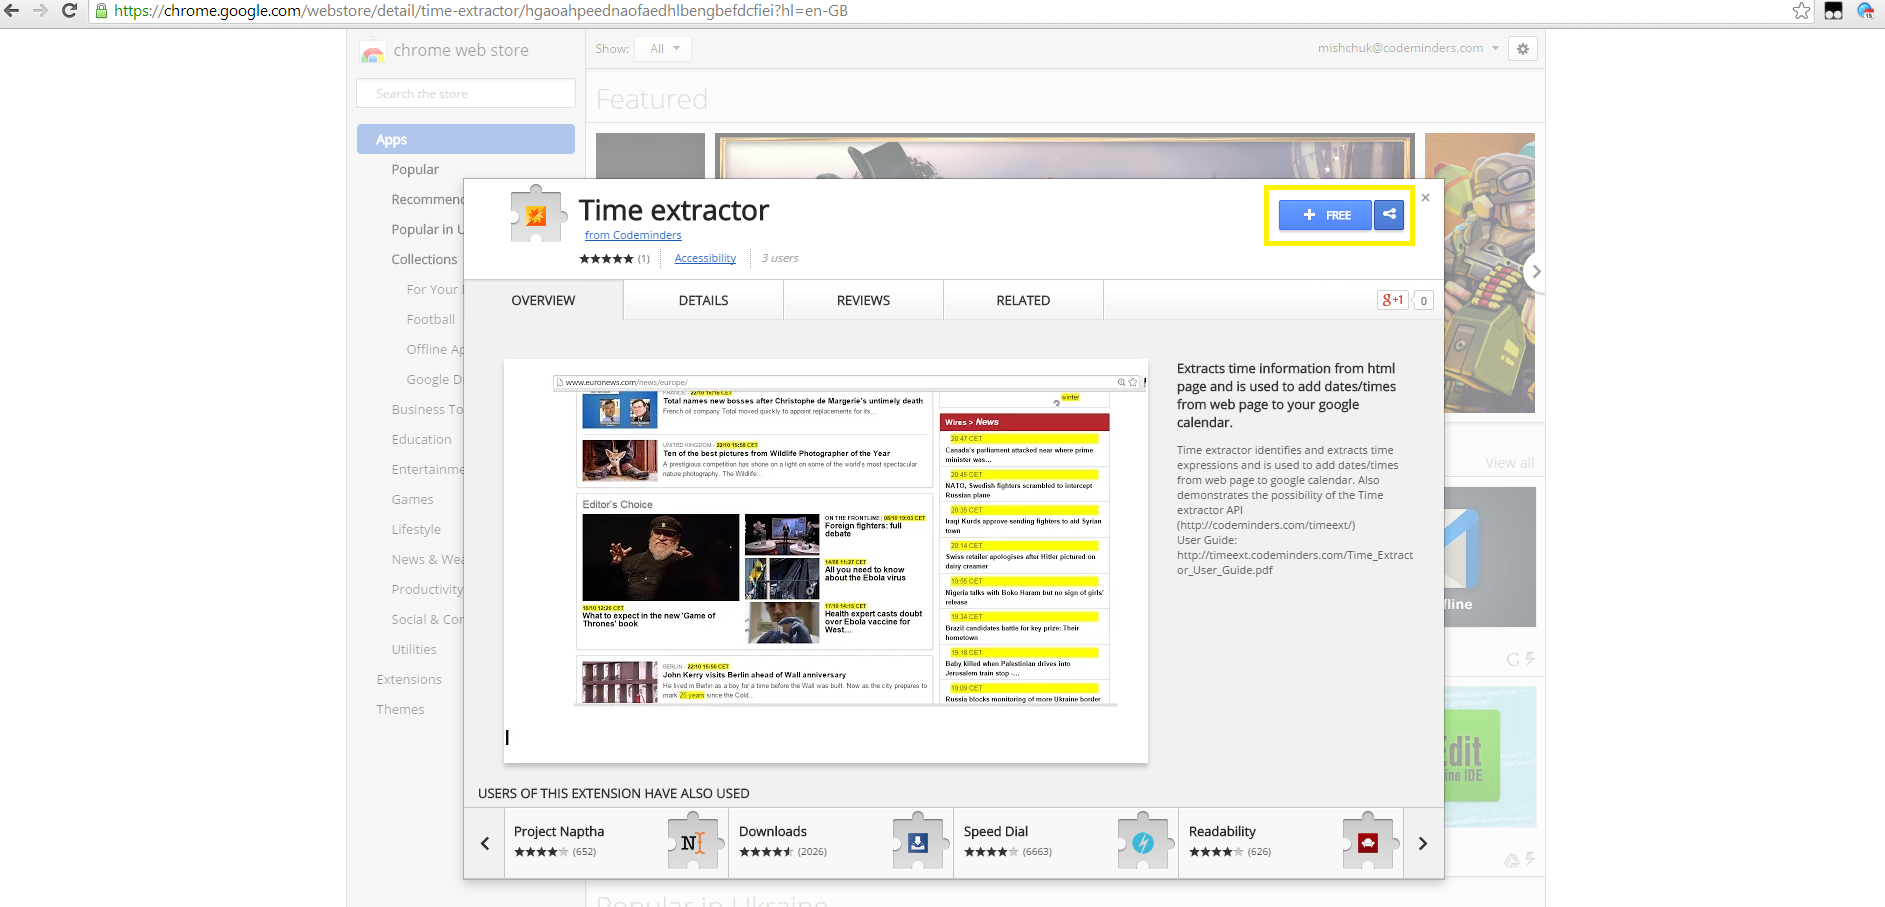 https://chrome.google.com/webstore/detail/time-extractor/hgaoahpeednaofaedhlbengbefdcfiei?hl=en-GB
15
chrome web store
Show:
All
mishchuk@codeminders.com
Search the store
Featured
Apps
Popular
Recommen
Popular in U
Collections
For Your
Football
Offline Ap
Google D
Business To
Education
Entertainme
Games
Lifestyle
News & Wea
Productivity
Social & Cor
Utilities
Extensions
Themes
Time extractor
from Codeminders
(1)
Accessibility
3 users
+ FREE
OVERVIEW
DETAILS
REVIEWS
RELATED
g+1
0
www.euronews.com/news/europe/
FRANCE - 22/10 16:16 CET
Total names new bosses after Christophe de Margerie's untimely death
French oil company Total moved quickly to appoint replacements for its...
UNITED KINGDOM - 22/10 15:58 CET
Ten of the best pictures from Wildlife Photographer of the Year
A prestigious competition has shone on a light on some of the world's most spectacular
nature photography. The Wildlife...
Editor's Choice
16/10 12:26 CET
What to expect in the new 'Game of
Thrones' book
ON THE FRONTLINE | 08/10 19:03 CET
Foreign fighters: full
debate
14/08 11:27 CET
All you need to know
about the Ebola virus
17/10 14:15 CET
Health expert casts doubt
over Ebola vaccine for
West...
BERLIN - 22/10 15:50 CET
John Kerry visits Berlin ahead of Wall anniversary
He lived in Berlin as a boy for a time before the Wall was built. Now as the city prepares to
mark 25 years since the Cold...
winter
3
Wires > News
20:47 CET
Canada's parliament attacked near where prime
minister was...
20:45 CET
NATO, Swedish fighters scrambled to intercept
Russian plane
20:35 CET
Iraqi Kurds approve sending fighters to aid Syrian
town
20:14 CET
Swiss retailer apologises after Hitler pictured on
dairy creamer
19:55 CET
Nigeria talks with Boko Haram but no sign of girls'
release
19:34 CET
Brazil candidates battle for key prize: Their
hometown
19:18 CET
Baby killed when Palestinian drives into
Jerusalem train stop -...
19:09 CET
Russia blocks monitoring of more Ukraine border
Extracts time information from html
page and is used to add dates/times
from web page to your google
calendar.
Time extractor identifies and extracts time
expressions and is used to add dates/times
from web page to google calendar. Also
demonstrates the possibility of the Time
extractor API
(http://codeminders.com/timeext/)
User Guide:
http://timeext.codeminders.com/Time_Extract
or_User_Guide.pdf
View all
fline
G
Edit
ine IDE
USERS OF THIS EXTENSION HAVE ALSO USED
Project Naptha
(652)
N
Downloads
(2026)
Speed Dial
(6663)
Readability
(626)
Popular in Ukraine